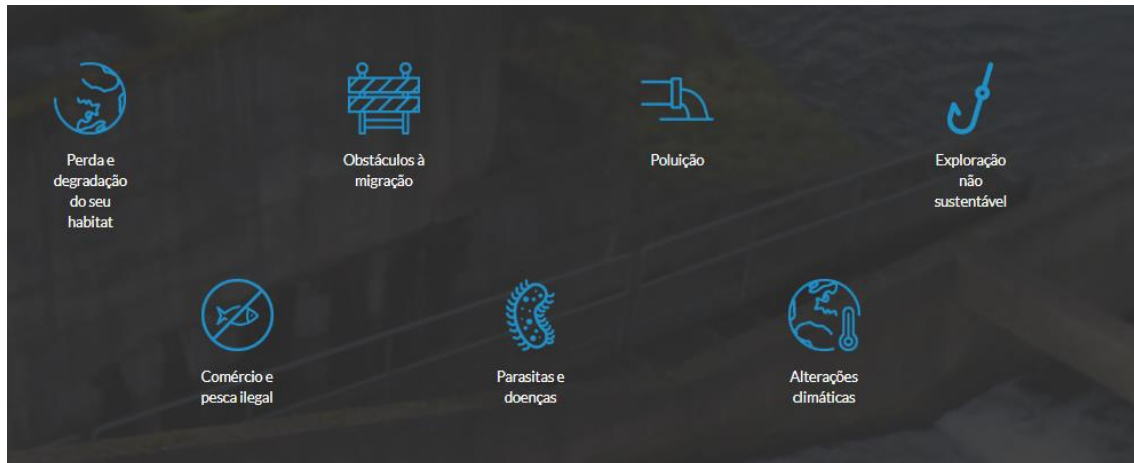 Perda e
degradação
do seu
habitat
Obstáculos à
migração
Poluição
Exploração
não
sustentável
Comércio e
pesca ilegal
Parasitas e
doenças
Alterações
climáticas